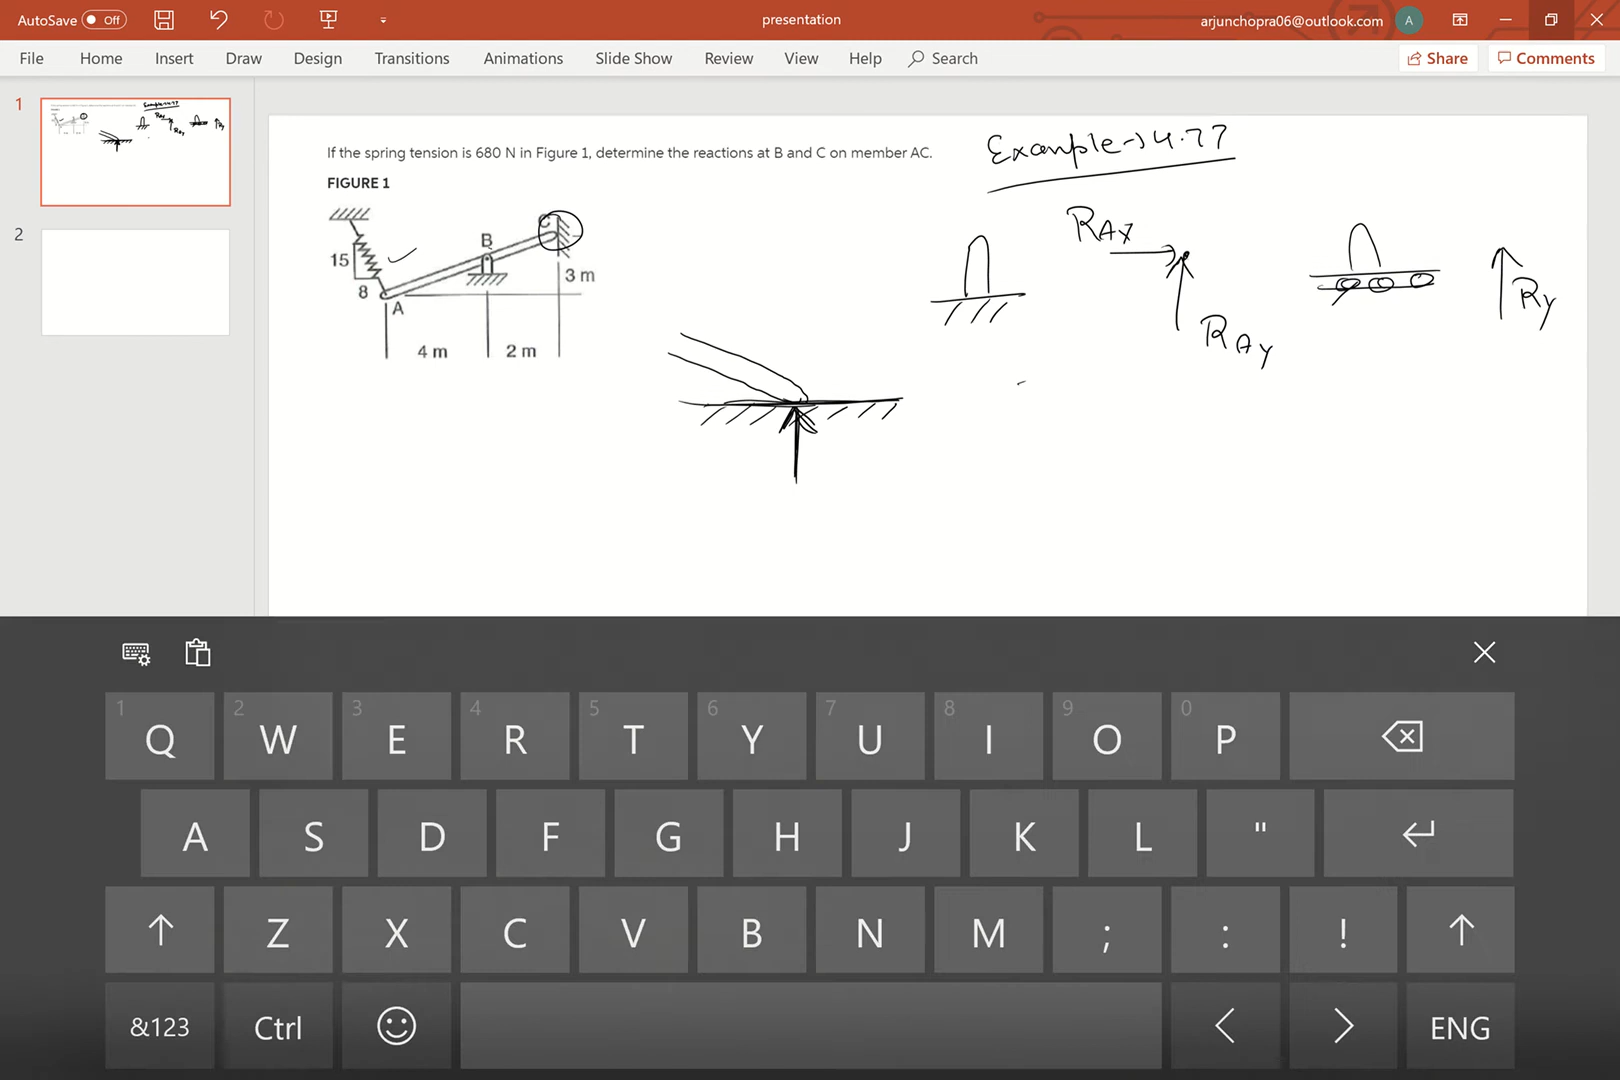 AutoSave Off
presentation
arjunchopra06@outlook.com
A
File Home Insert Draw Design Transitions Animations Slide Show Review View Help Search
Share
Comments
1
2
If the spring tension is 680 N in Figure 1, determine the reactions at B and C on member AC.
Example → 4.77
FIGURE 1
C
B
15
8
A
3 m
4 m
2 m
RAX
RAY
RY
1 Q 2 W 3 E 4 R 5 T 6 Y 7 U 8 I 9 O 0 P
A S D F G H J K L "
Z X C V B N M ; : !
&123 Ctrl ENG